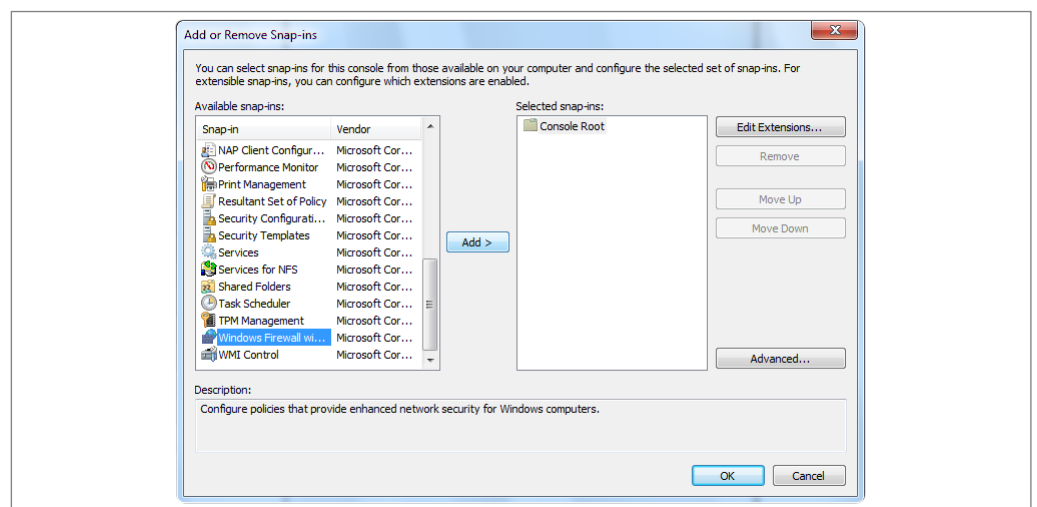 Add or Remove Snap-ins
You can select snap-ins for this console from those available on your computer and configure the selected set of snap-ins. For
extensible snap-ins, you can configure which extensions are enabled.
Available snap-ins:
Selected snap-ins:
Snap-in Vendor
NAP Client Configur... Microsoft Cor...
Performance Monitor Microsoft Cor...
Print Management Microsoft Cor...
Resultant Set of Policy Microsoft Cor...
Security Configurati... Microsoft Cor...
Security Templates Microsoft Cor...
Services Microsoft Cor...
Services for NFS Microsoft Cor...
Shared Folders Microsoft Cor...
Task Scheduler Microsoft Cor...
TPM Management Microsoft Cor...
Windows Firewall wi... Microsoft Cor...
WMI Control Microsoft Cor...
Add >
Console Root
Edit Extensions...
Remove
Move Up
Move Down
Advanced...
Description:
Configure policies that provide enhanced network security for Windows computers.
OK
Cancel